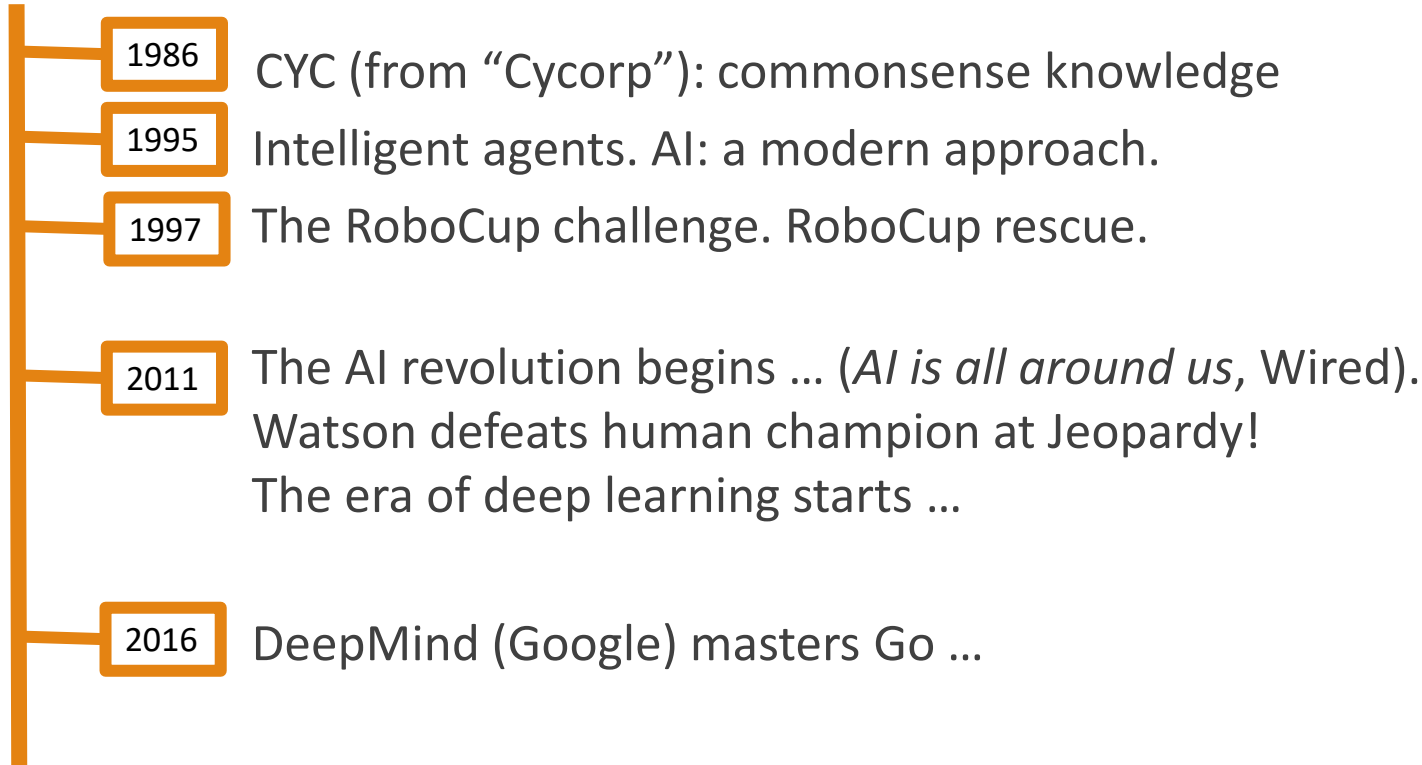 1986 CYC (from “Cycorp”): commonsense knowledge
1995 Intelligent agents. AI: a modern approach.
1997 The RoboCup challenge. RoboCup rescue.
2011 The AI revolution begins … (AI is all around us, Wired).
Watson defeats human champion at Jeopardy!
The era of deep learning starts …
2016 DeepMind (Google) masters Go …